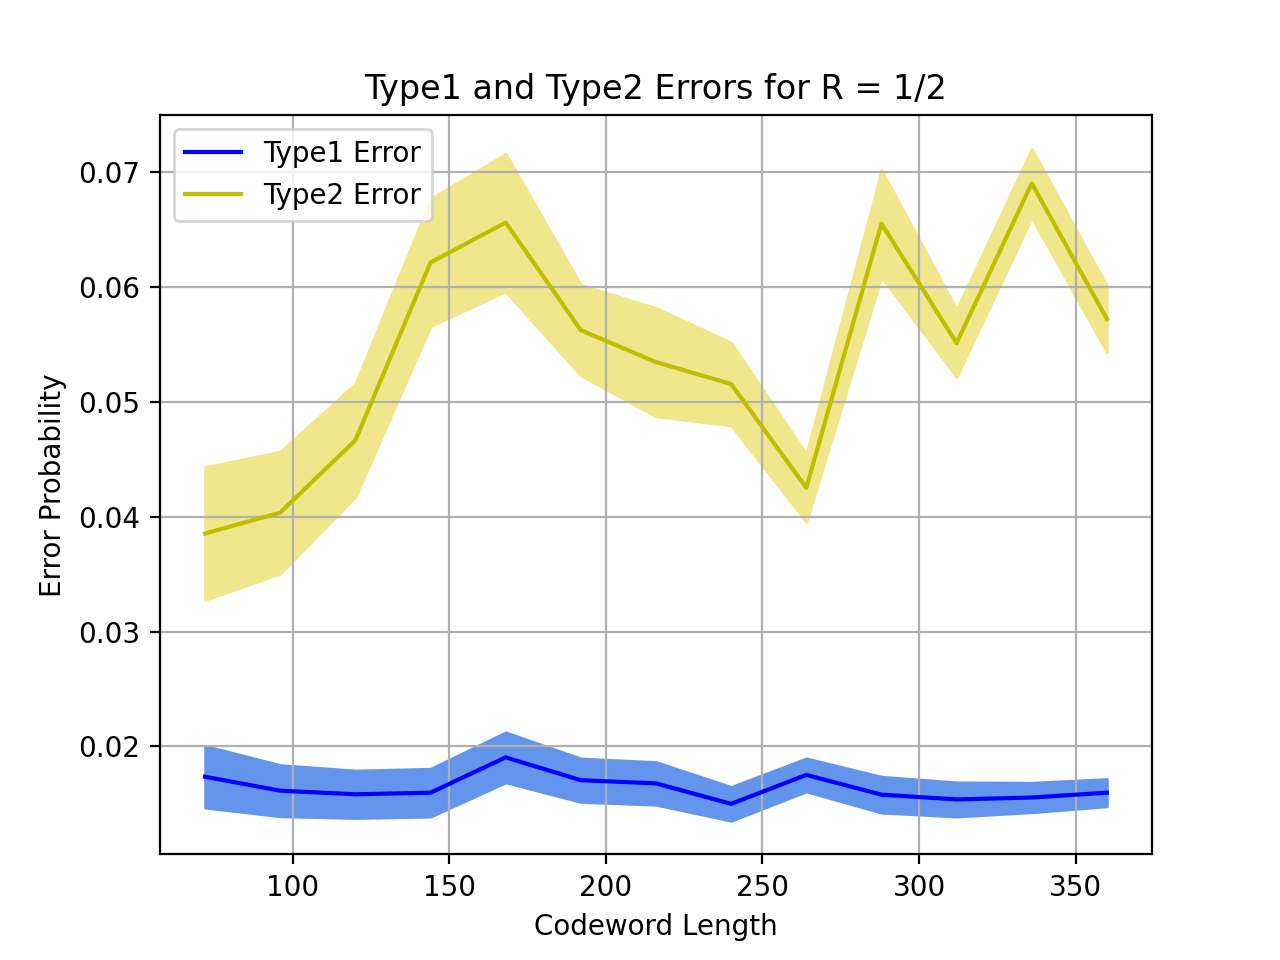 Type1 and Type2 Errors for R = 1/2
Type1 Error
Type2 Error
0.07
0.06
0.05
0.04
0.03
0.02
Error Probability
100 150 200 250 300 350
Codeword Length